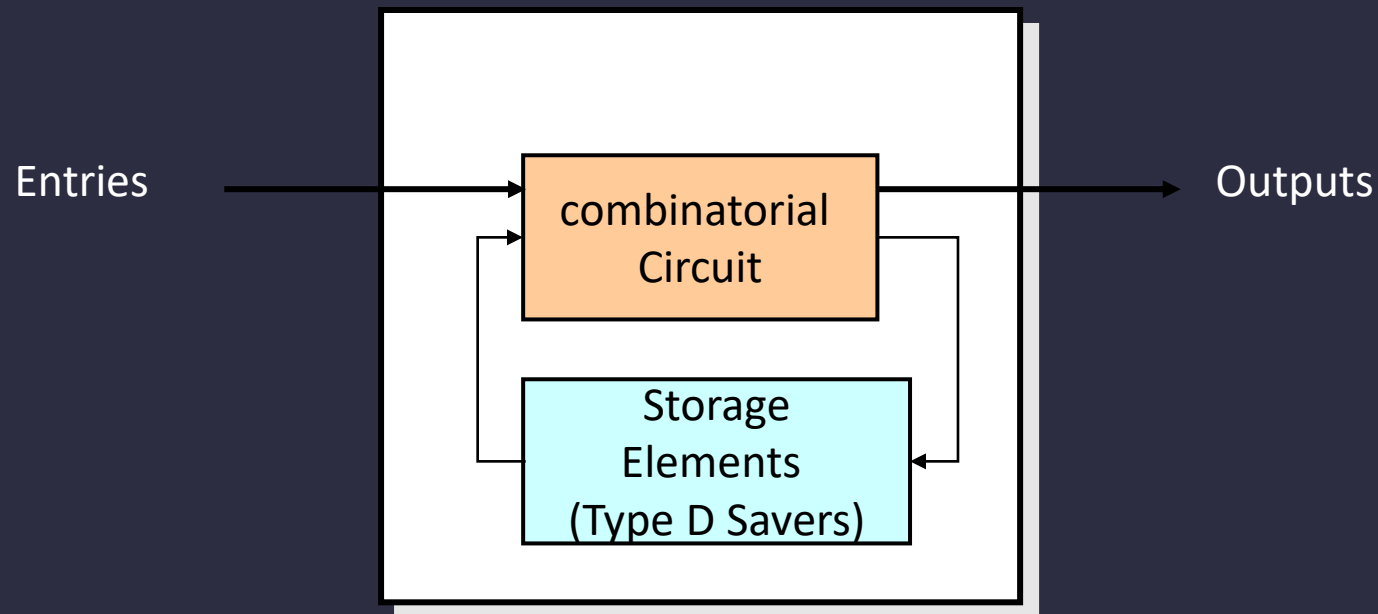 Entries
combinatorial
Circuit
Outputs
Storage
Elements
(Type D Savers)